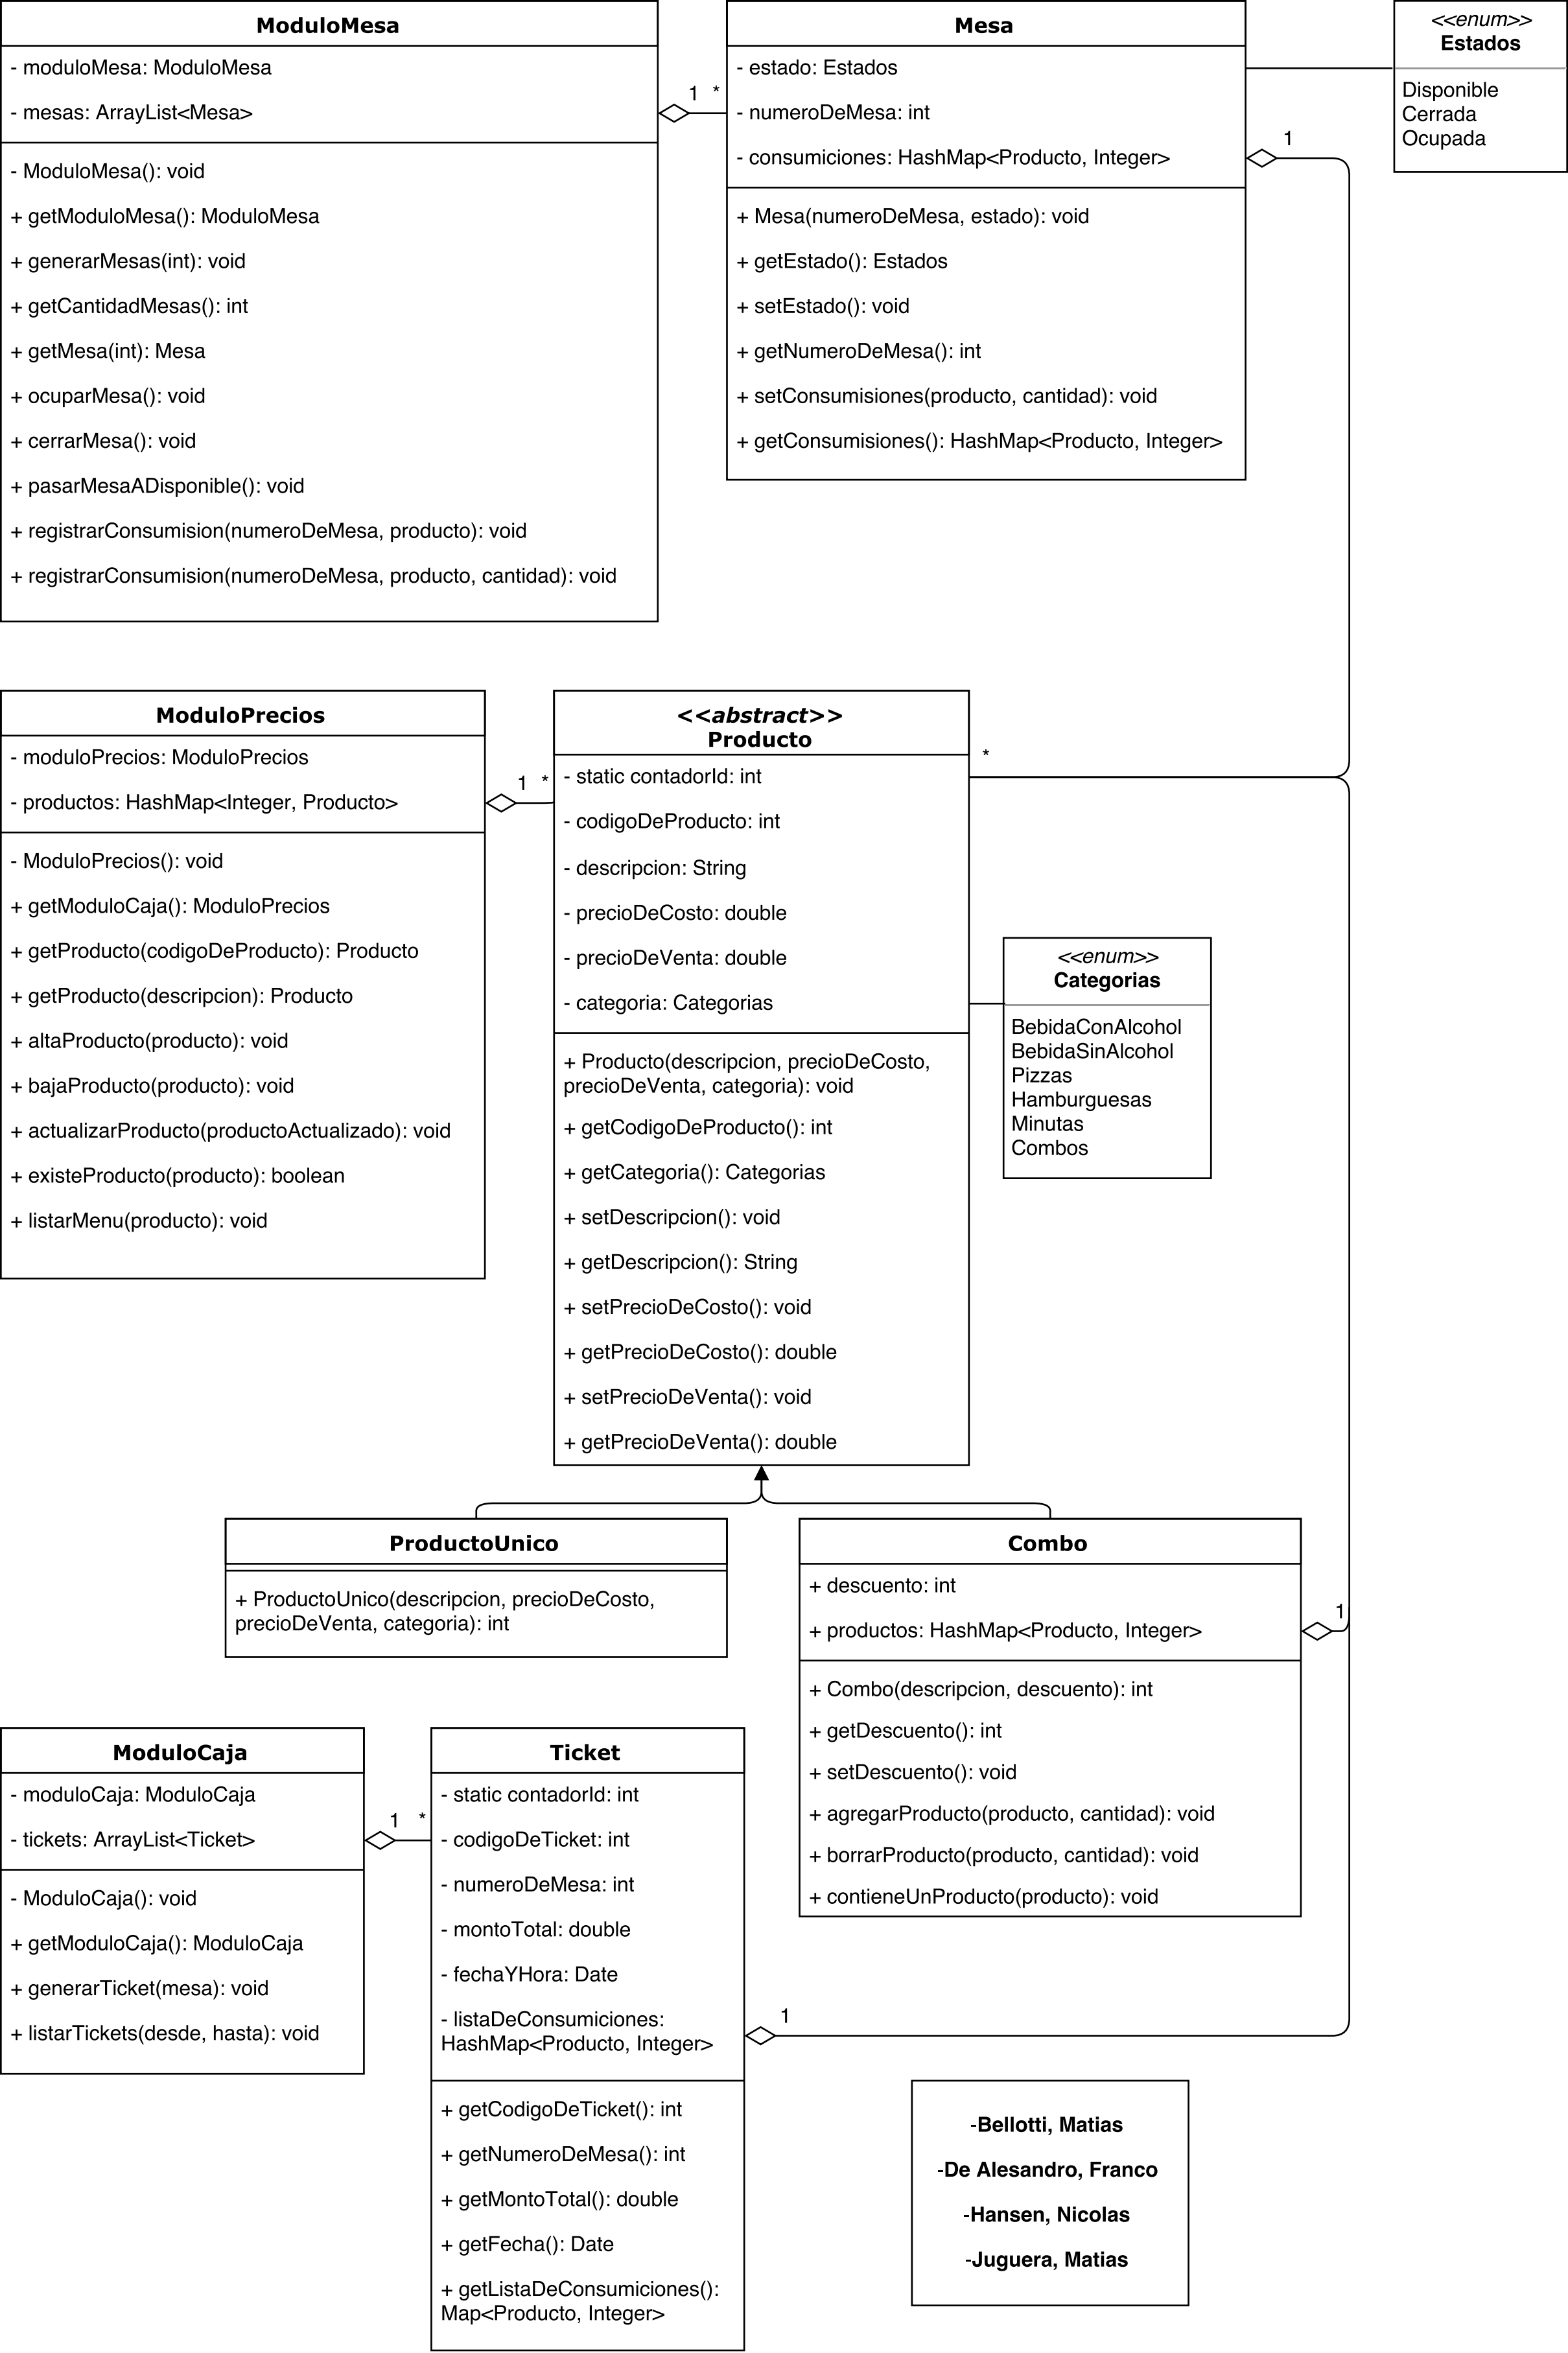 ModuloMesa
- moduloMesa: ModuloMesa
- mesas: ArrayList<Mesa>
- ModuloMesa(): void
+ getModuloMesa(): ModuloMesa
+ generarMesas(int): void
+ getCantidadMesas(): int
+ getMesa(int): Mesa
+ ocuparMesa(): void
+ cerrarMesa(): void
+ pasarMesaADisponible(): void
+ registrarConsumision(numeroDeMesa, producto): void
+ registrarConsumision(numeroDeMesa, producto, cantidad): void
1 *
Mesa
- estado: Estados
- numeroDeMesa: int
- consumiciones: HashMap<Producto, Integer>
+ Mesa(numeroDeMesa, estado): void
+ getEstado(): Estados
+ setEstado(): void
+ getNumeroDeMesa(): int
+ setConsumisiones(producto, cantidad): void
+ getConsumisiones(): HashMap<Producto, Integer>
1
<<enum>>
Estados
Disponible
Cerrada
Ocupada
ModuloPrecios
- moduloPrecios: ModuloPrecios
- productos: HashMap<Integer, Producto>
- ModuloPrecios(): void
+ getModuloCaja(): ModuloPrecios
+ getProducto(codigoDeProducto): Producto
+ getProducto(descripcion): Producto
+ altaProducto(producto): void
+ bajaProducto(producto): void
+ actualizarProducto(productoActualizado): void
+ existeProducto(producto): boolean
+ listarMenu(producto): void
1 *
<<abstract>>
Producto
- static contadorId: int
- codigoDeProducto: int
- descripcion: String
- precioDeCosto: double
- precioDeVenta: double
- categoria: Categorias
+ Producto(descripcion, precioDeCosto,
precioDeVenta, categoria): void
+ getCodigoDeProducto(): int
+ getCategoria(): Categorias
+ setDescripcion(): void
+ getDescripcion(): String
+ setPrecioDeCosto(): void
+ getPrecioDeCosto(): double
+ setPrecioDeVenta(): void
+ getPrecioDeVenta(): double
*
<<enum>>
Categorias
BebidaConAlcohol
BebidaSinAlcohol
Pizzas
Hamburguesas
Minutas
Combos
ProductoUnico
+ ProductoUnico(descripcion, precioDeCosto,
precioDeVenta, categoria): int
Combo
+ descuento: int
+ productos: HashMap<Producto, Integer>
+ Combo(descripcion, descuento): int
+ getDescuento(): int
+ setDescuento(): void
+ agregarProducto(producto, cantidad): void
+ borrarProducto(producto, cantidad): void
+ contieneUnProducto(producto): void
1
ModuloCaja
- moduloCaja: ModuloCaja
- tickets: ArrayList<Ticket>
- ModuloCaja(): void
+ getModuloCaja(): ModuloCaja
+ generarTicket(mesa): void
+ listarTickets(desde, hasta): void
1 *
Ticket
- static contadorId: int
- codigoDeTicket: int
- numeroDeMesa: int
- montoTotal: double
- fechaYHora: Date
- listaDeConsumiciones:
HashMap<Producto, Integer>
+ getCodigoDeTicket(): int
+ getNumeroDeMesa(): int
+ getMontoTotal(): double
+ getFecha(): Date
+ getListaDeConsumiciones():
Map<Producto, Integer>
1
-Bellotti, Matias
-De Alesandro, Franco
-Hansen, Nicolas
-Juguera, Matias